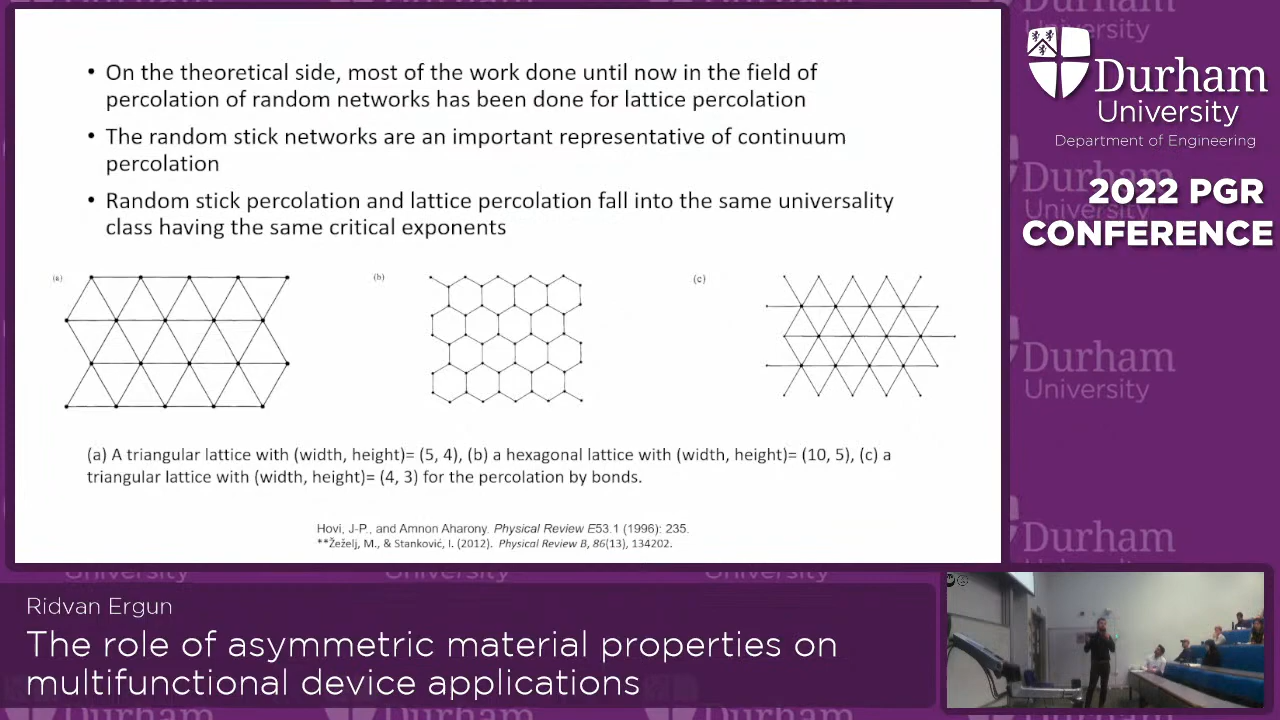 • On the theoretical side, most of the work done until now in the field of
percolation of random networks has been done for lattice percolation
• The random stick networks are an important representative of continuum
percolation
• Random stick percolation and lattice percolation fall into the same universality
class having the same critical exponents
(a)
(b)
(c)
(a) A triangular lattice with (width, height)= (5, 4), (b) a hexagonal lattice with (width, height)= (10, 5), (c) a
triangular lattice with (width, height)= (4, 3) for the percolation by bonds.
Hovi, J-P., and Amnon Aharony. Physical Review E53.1 (1996): 235.
**Žeželj, M., & Stanković, I. (2012). Physical Review B, 86(13), 134202.
Durham
University
Department of Engineering
2022 PGR
CONFERENCE
Durham
University
Durham
University
Durham
Ridvan Ergun
The role of asymmetric material properties on
multifunctional device applications